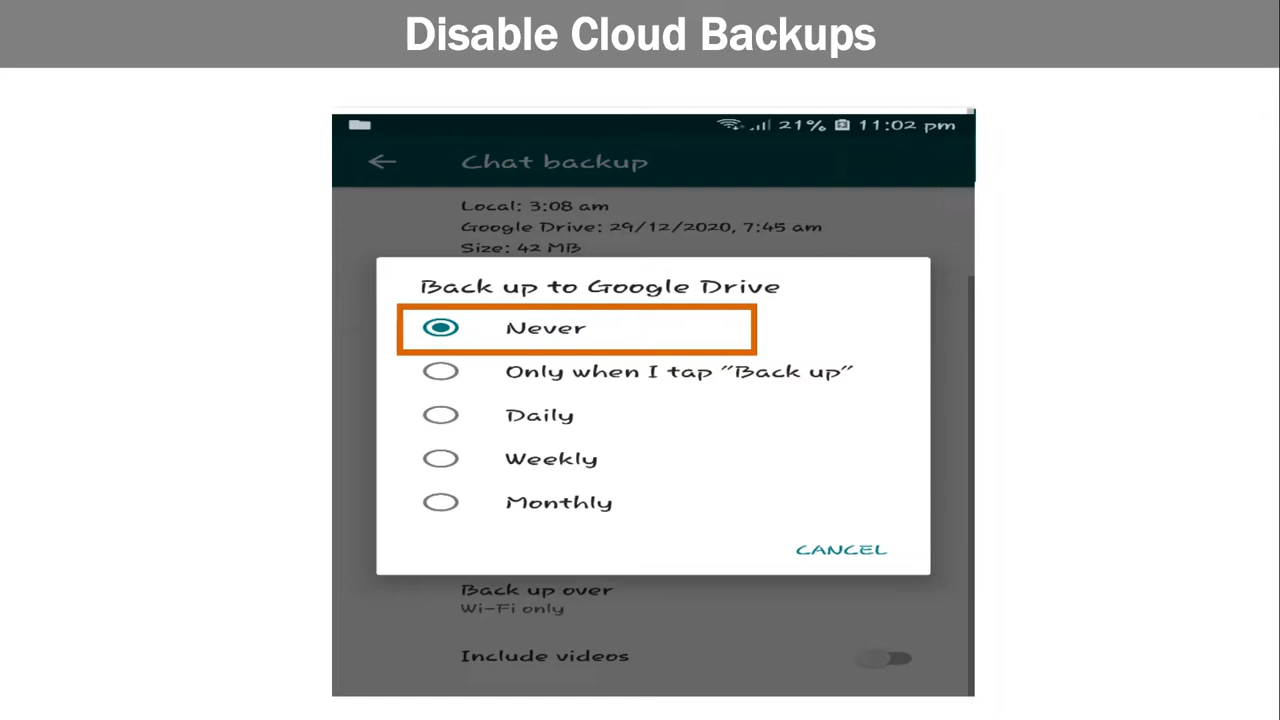 Disable Cloud Backups
21% 11:02 pm
Chat backup
Local: 3:08 am
Google Drive: 29/12/2020, 7:45 am
Size: 42 MB
Back up to Google Drive
Never
Only when I tap "Back up"
Daily
Weekly
Monthly
CANCEL
Back up over
Wi-Fi only
Include videos